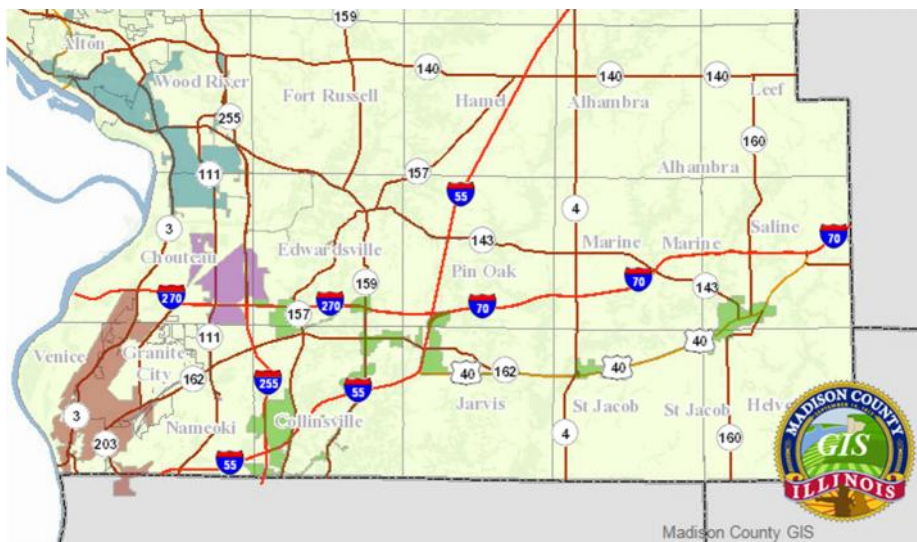 159
Alton
140
140
140
Wood River
Fort Russell
Hamel
Alhambra
Leef
255
160
111
157
Alhambra
55
4
3
Saline
Chouteau
Edwardsville
143
Marine
Marine
70
Pin Oak
159
70
143
270
270
70
157
111
40
Venice
Granite
City
162
40
162
40
255
55
Jarvis
St Jacob
St Jacob
Helve
3
Collinsville
Nameoki
203
4
160
55
MADISON COUNTY
GIS
ILLINOIS
Madison County GIS